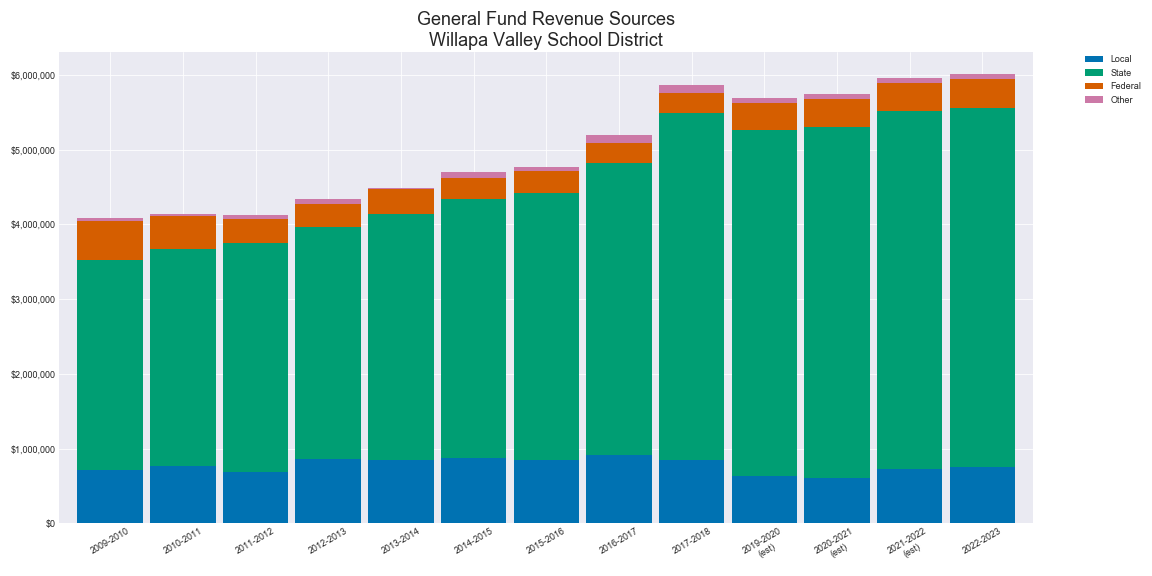 General Fund Revenue Sources
Willapa Valley School District
Local
State
Federal
Other
$6,000,000
$5,000,000
$4,000,000
$3,000,000
$2,000,000
$1,000,000
$0
2009-2010
2010-2011
2011-2012
2012-2013
2013-2014
2014-2015
2015-2016
2016-2017
2017-2018
2019-2020
(est)
2020-2021
(est)
2021-2022
(est)
2022-2023